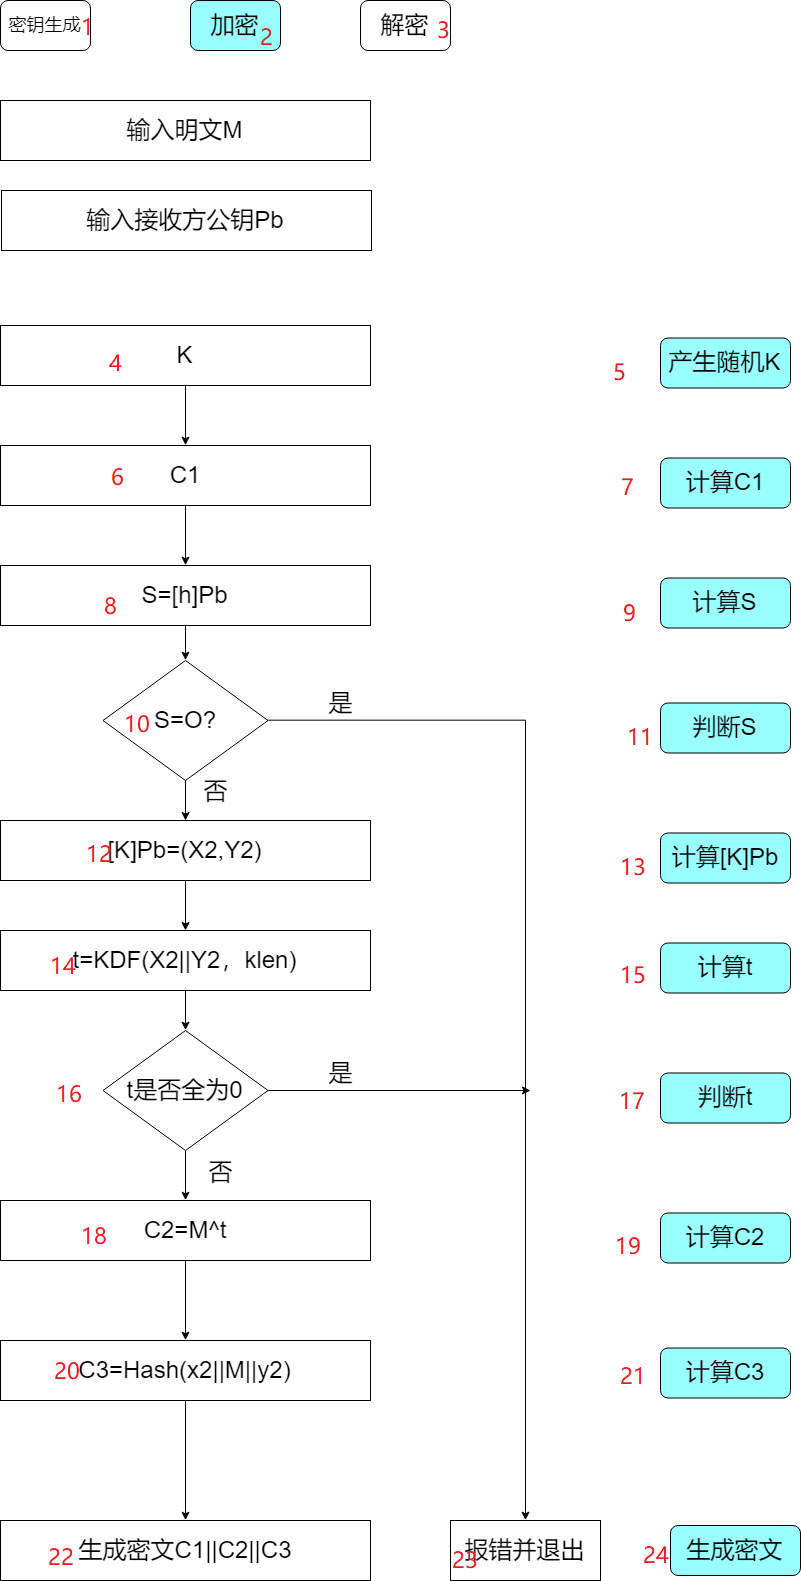 密钥生成1
加密2
解密3
输入明文M
输入接收方公钥Pb
4 K
5 产生随机K
6 C1
7 计算C1
8 S=[h]Pb
9 计算S
10 S=O?
是
11 判断S
否
12 [K]Pb=(X2,Y2)
13 计算[K]Pb
14 t=KDF(X2||Y2，klen)
15 计算t
16 t是否全为0
是
17 判断t
否
18 C2=M^t
19 计算C2
20 C3=Hash(x2||M||y2)
21 计算C3
22 生成密文C1||C2||C3
23 报错并退出
24 生成密文